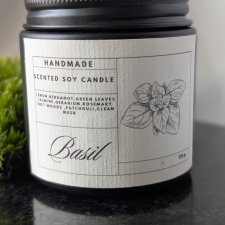 HANDMADE
SCENTED SOY CANDLE
LEMON,BERGAMOT,GREEN LEAVES
JASMINE,GERANIUM,ROSEMARY
SOFT WOODS ,PATCHOULI,CLEAN
MUSK
Basil